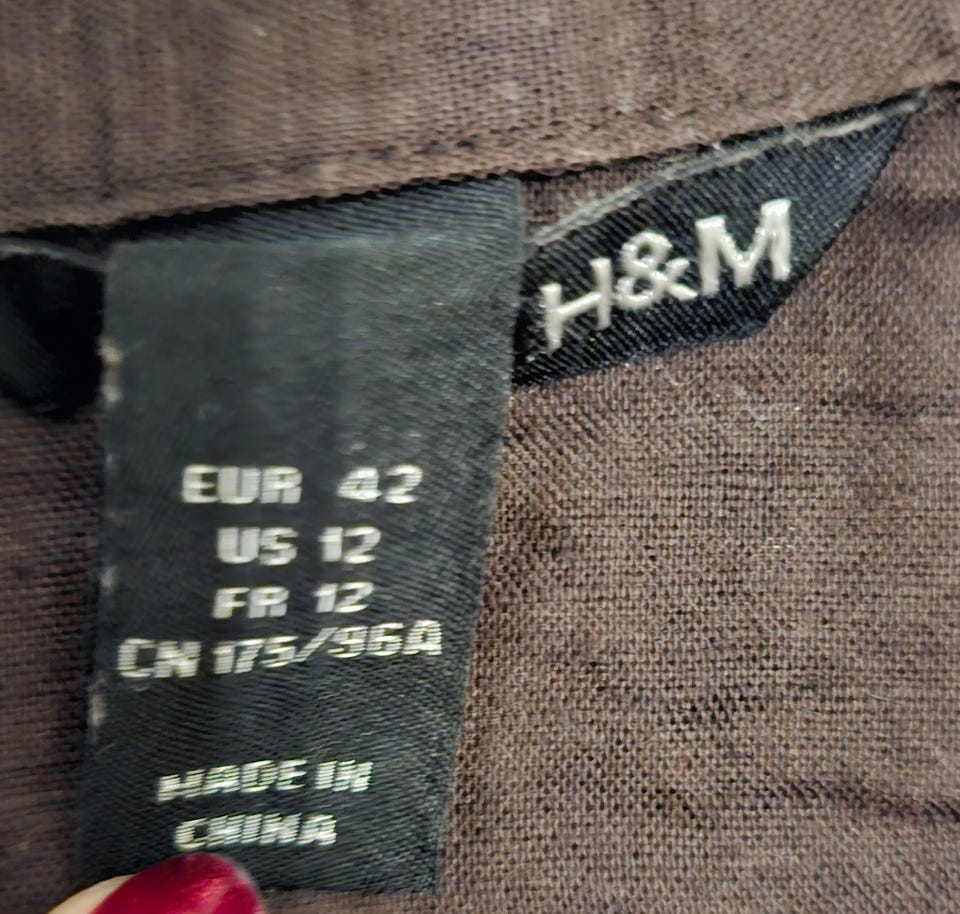 H&M
EUR 42
US 12
FR 12
CN 175/96A
MADE IN
CHINA